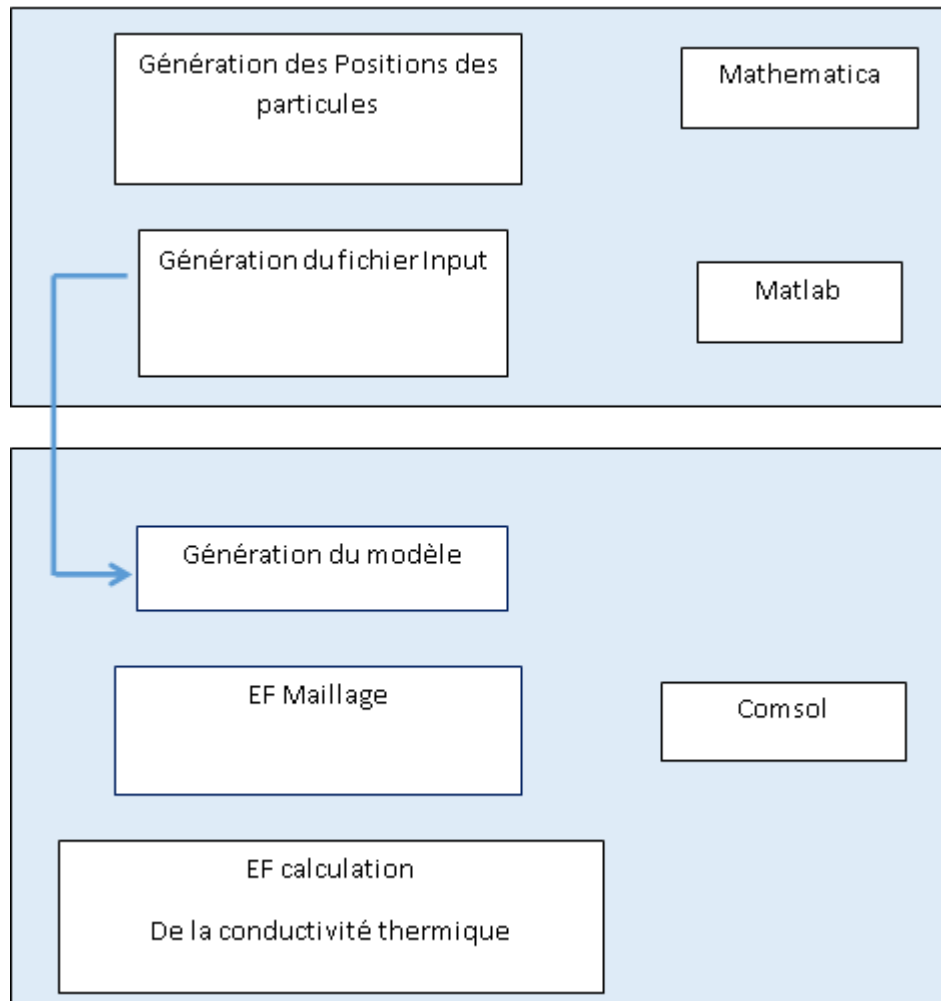 Génération des Positions des
particules
Mathematica
Génération du fichier Input
Matlab
Génération du modèle
EF Maillage
Comsol
EF calculation
De la conductivité thermique